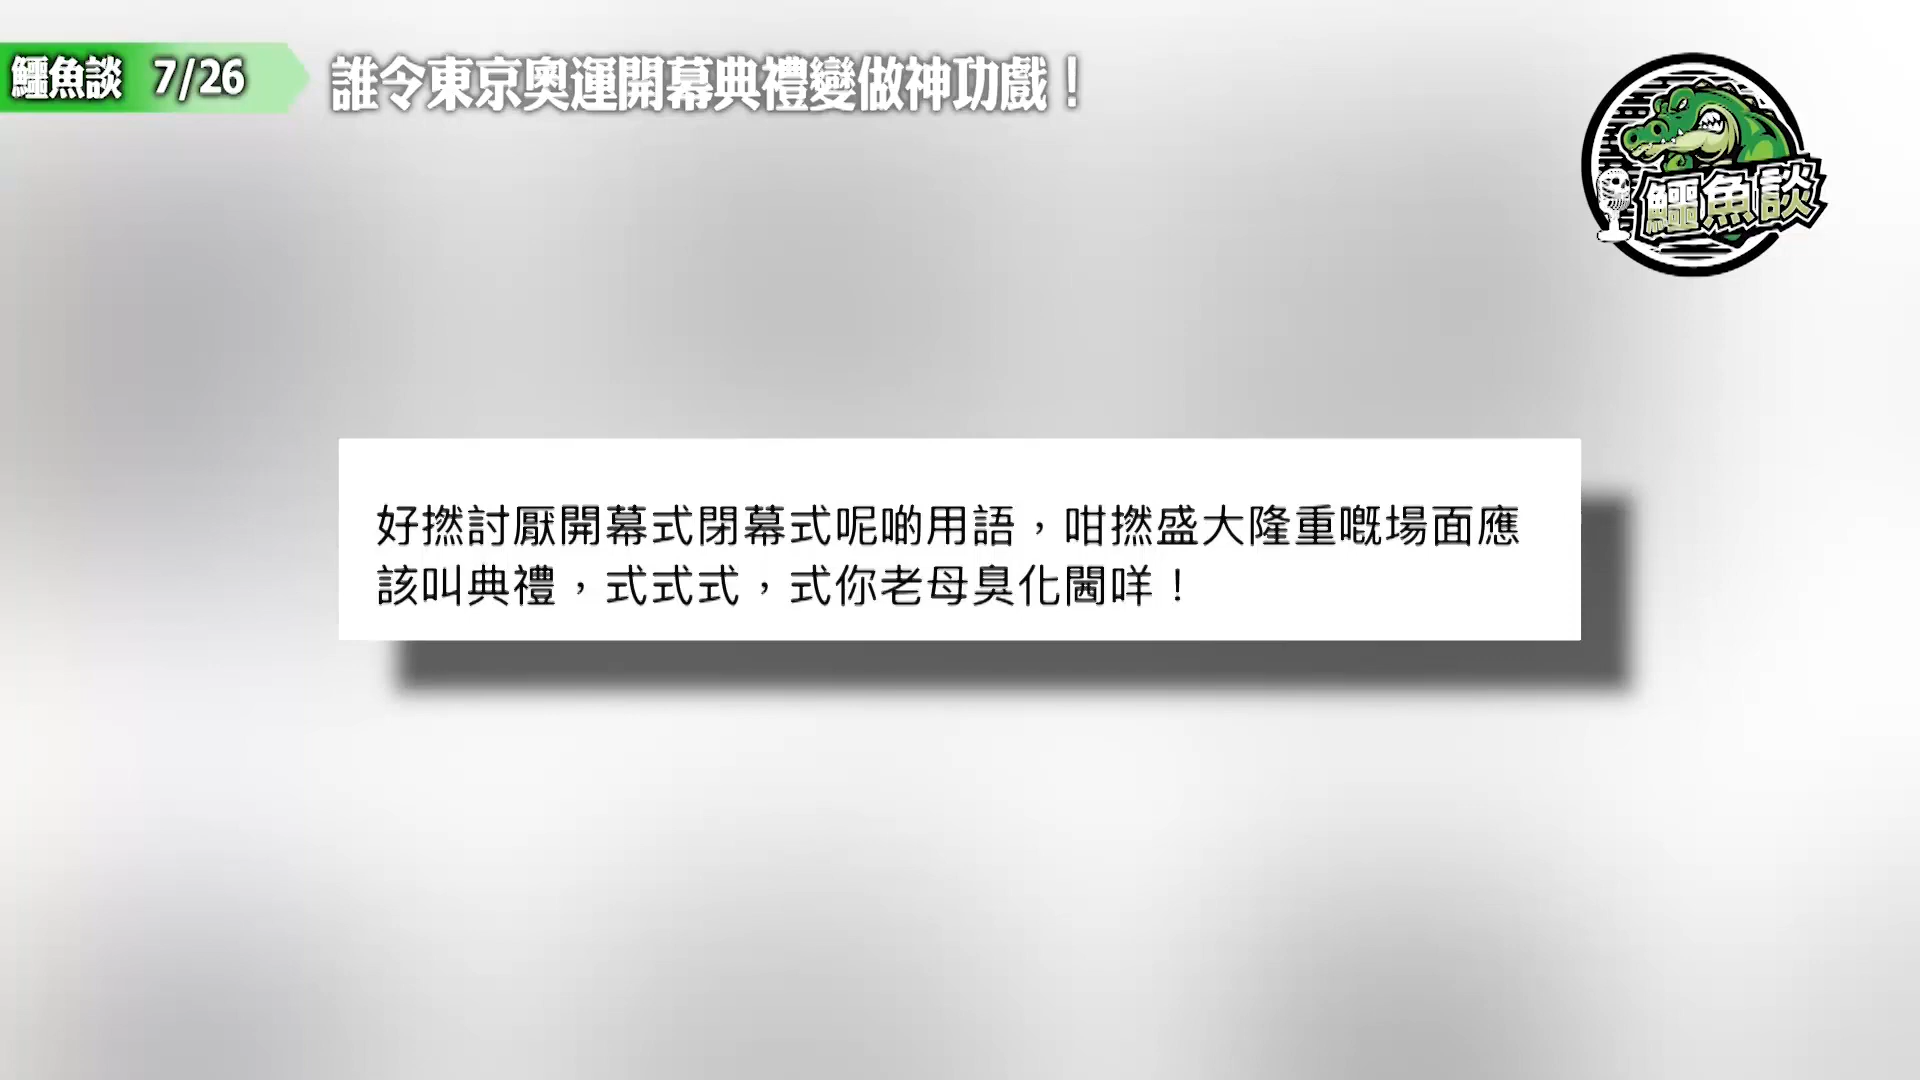 鱷魚談 7/26 誰令東京奧運開幕典禮變做神功戲！
鱷魚談
好撚討厭開幕式閉幕式呢啲用語，咁撚盛大隆重嘅場面應
該叫典禮，式式式，式你老母臭化閪咩！